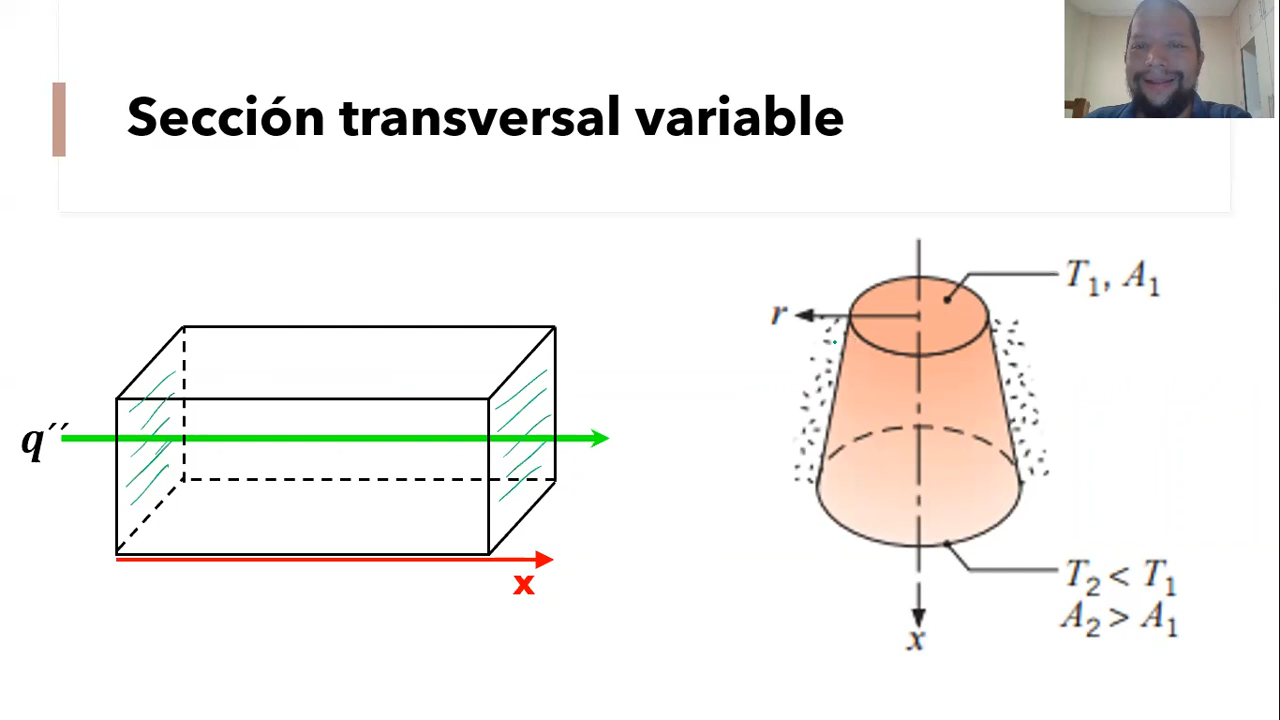 Sección transversal variable
q´´
x
r
T₁, A₁
T₂ < T₁
A₂ > A₁
x